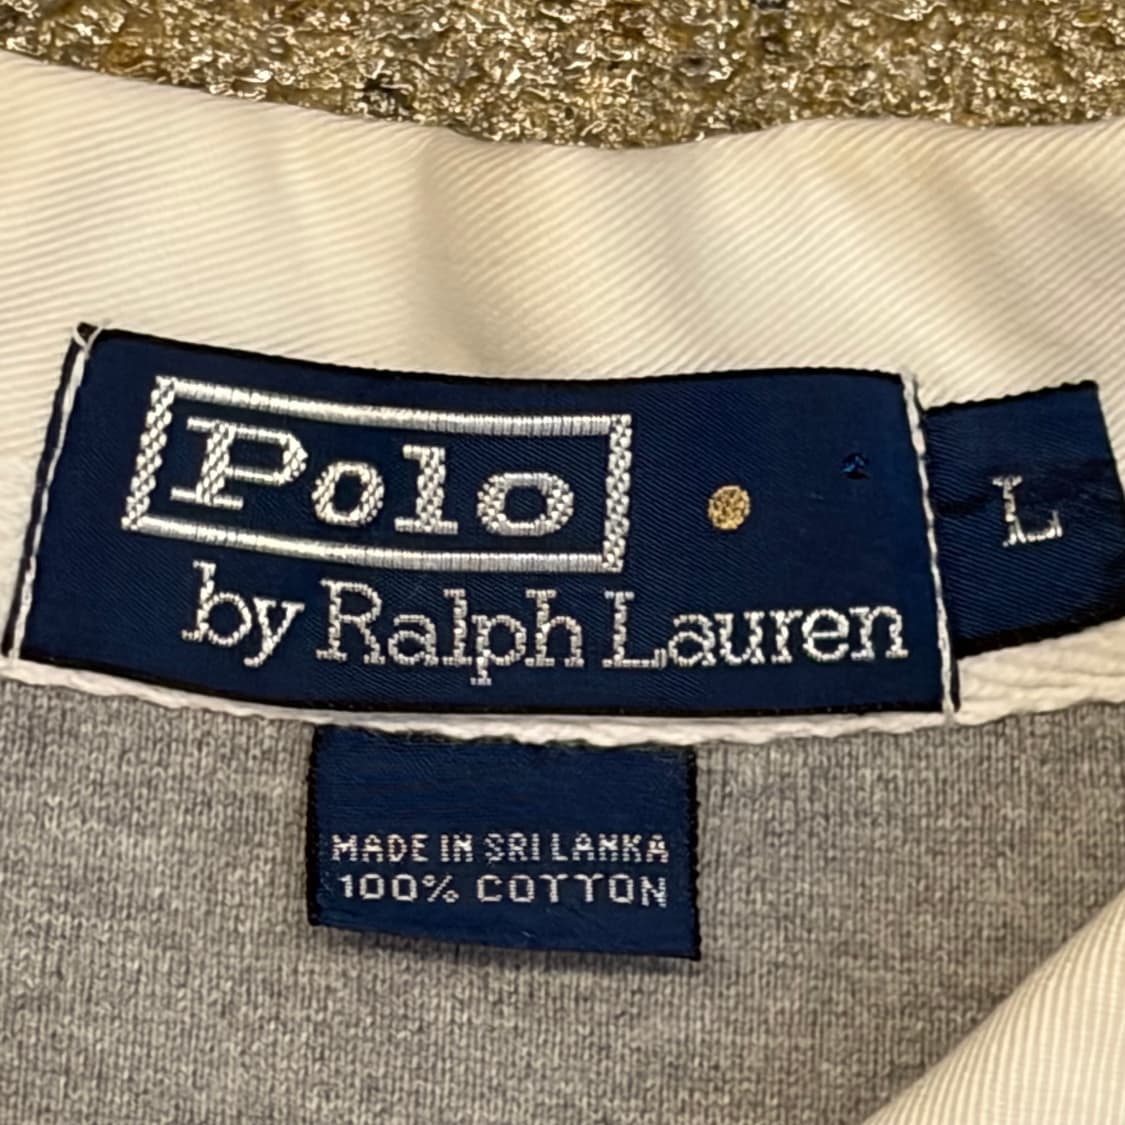 Polo
by Ralph Lauren
L
MADE IN SRI LANKA
100% COTTON